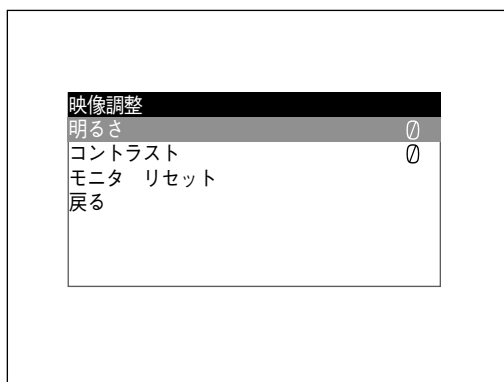 映像調整
明るさ 0
コントラスト 0
モニタ リセット
戻る